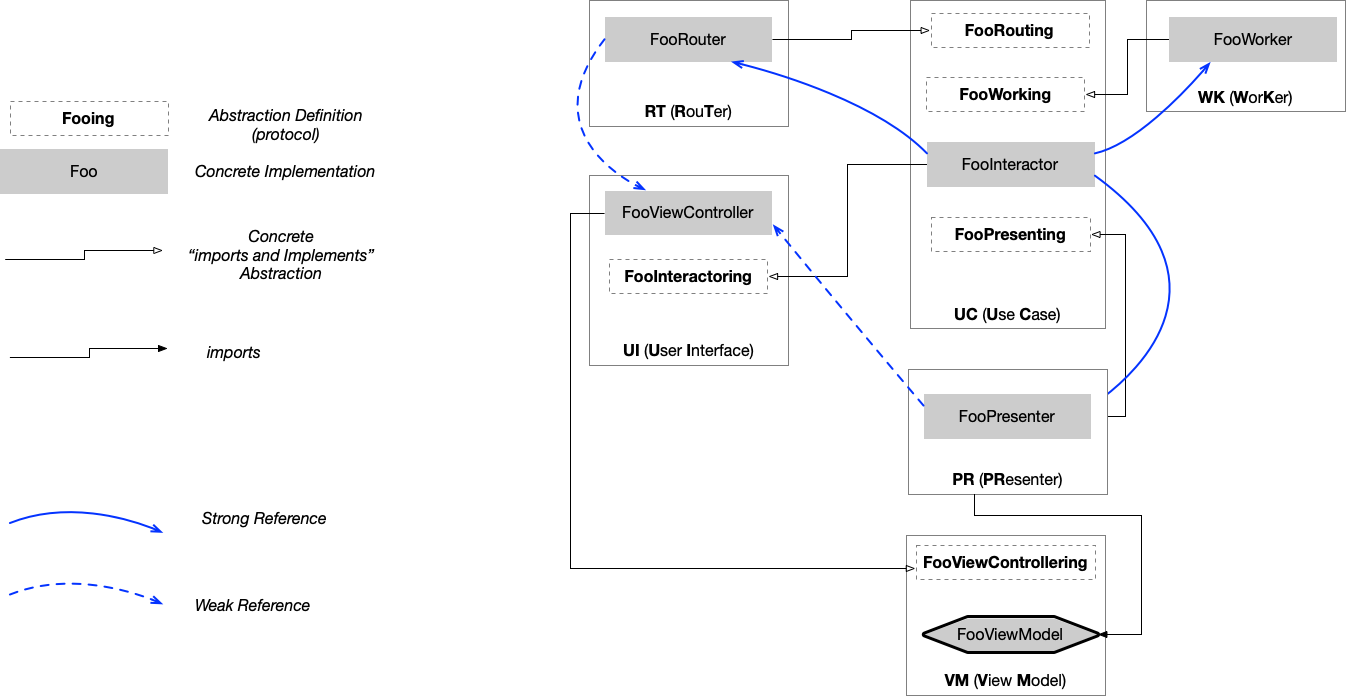 Fooing
Abstraction Definition
(protocol)
Foo
Concrete Implementation
Concrete
“imports and Implements”
Abstraction
imports
Strong Reference
Weak Reference
FooRouter
RT (RouTer)
FooViewController
FooInteractoring
UI (User Interface)
FooRouting
FooWorking
FooInteractor
FooPresenting
UC (Use Case)
FooWorker
WK (WorKer)
FooPresenter
PR (PResenter)
FooViewControllering
FooViewModel
VM (View Model)